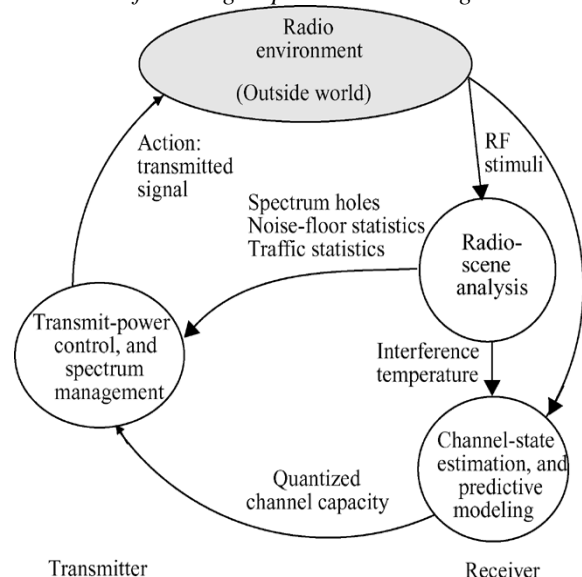 Radio
environment
(Outside world)
Action:
transmitted
signal
RF
stimuli
Spectrum holes
Noise-floor statistics
Traffic statistics
Radio-
scene
analysis
Transmit-power
control, and
spectrum
management
Interference
temperature
Channel-state
estimation, and
predictive
modeling
Quantized
channel capacity
Transmitter
Receiver